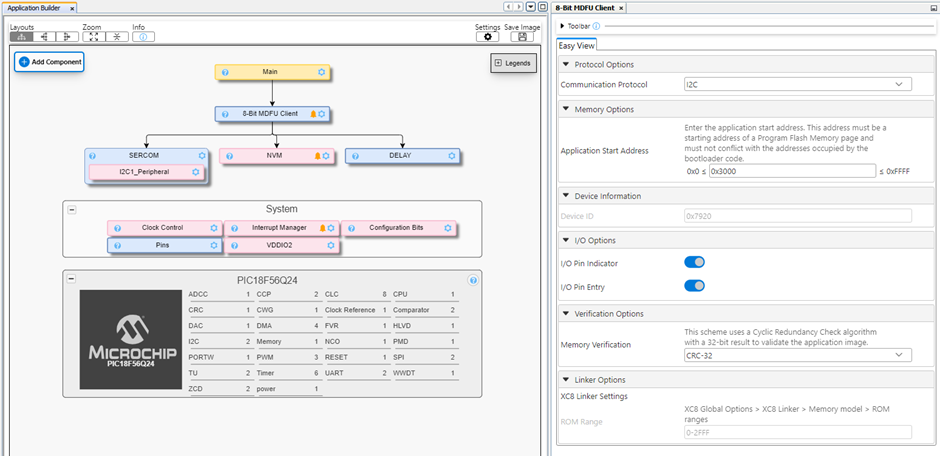 Application Builder
Layouts
Zoom
Info
Settings
Save Image
Add Component
Legends
Main
8-Bit MDFU Client
SERCOM
I2C1_Peripheral
NVM
DELAY
System
Clock Control
Interrupt Manager
Configuration Bits
Pins
VDDIO2
PIC18F56Q24
MICROCHIP
PIC18F56Q24
ADCC 1 CCP 2 CLC 8 CPU 1
CRC 1 CWG 1 Clock Reference 1 Comparator 2
DAC 1 DMA 4 FVR 1 HLVD 1
I2C 2 Memory 1 NCO 1 PMD 1
PORTW 1 PWM 3 RESET 1 SPI 2
TU 2 Timer 6 UART 2 WWDT 1
ZCD 2 power 1
8-Bit MDFU Client
Toolbar
Easy View
Protocol Options
Communication Protocol
I2C
Memory Options
Enter the application start address. This address must be a
starting address of a Program Flash Memory page and
must not conflict with the addresses occupied by the
bootloader code.
Application Start Address
0x0 ≤ 0x3000 ≤ 0xFFFF
Device Information
Device ID
0x7920
I/O Options
I/O Pin Indicator
I/O Pin Entry
Verification Options
This scheme uses a Cyclic Redundancy Check algorithm
with a 32-bit result to validate the application image.
Memory Verification
CRC-32
Linker Options
XC8 Linker Settings
XC8 Global Options > XC8 Linker > Memory model > ROM
ranges
ROM Range
0-2FFF